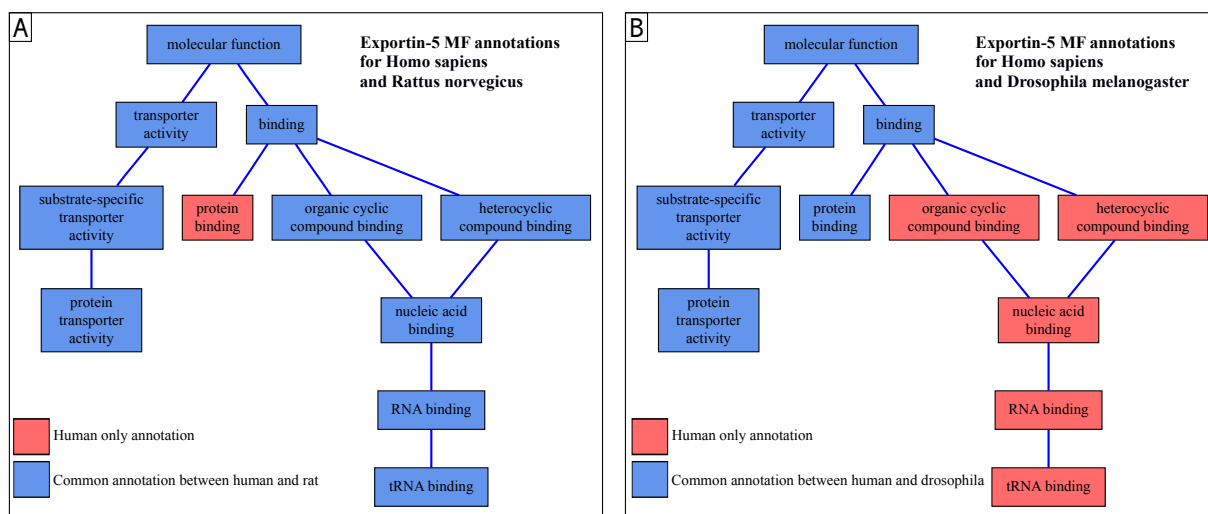 A
Exportin-5 MF annotations
for Homo sapiens
and Rattus norvegicus
molecular function
transporter
activity
binding
substrate-specific
transporter
activity
protein
binding
organic cyclic
compound binding
heterocyclic
compound binding
protein
transporter
activity
nucleic acid
binding
RNA binding
tRNA binding
Human only annotation
Common annotation between human and rat
B
Exportin-5 MF annotations
for Homo sapiens
and Drosophila melanogaster
molecular function
transporter
activity
binding
substrate-specific
transporter
activity
protein
binding
organic cyclic
compound binding
heterocyclic
compound binding
protein
transporter
activity
nucleic acid
binding
RNA binding
tRNA binding
Human only annotation
Common annotation between human and drosophila